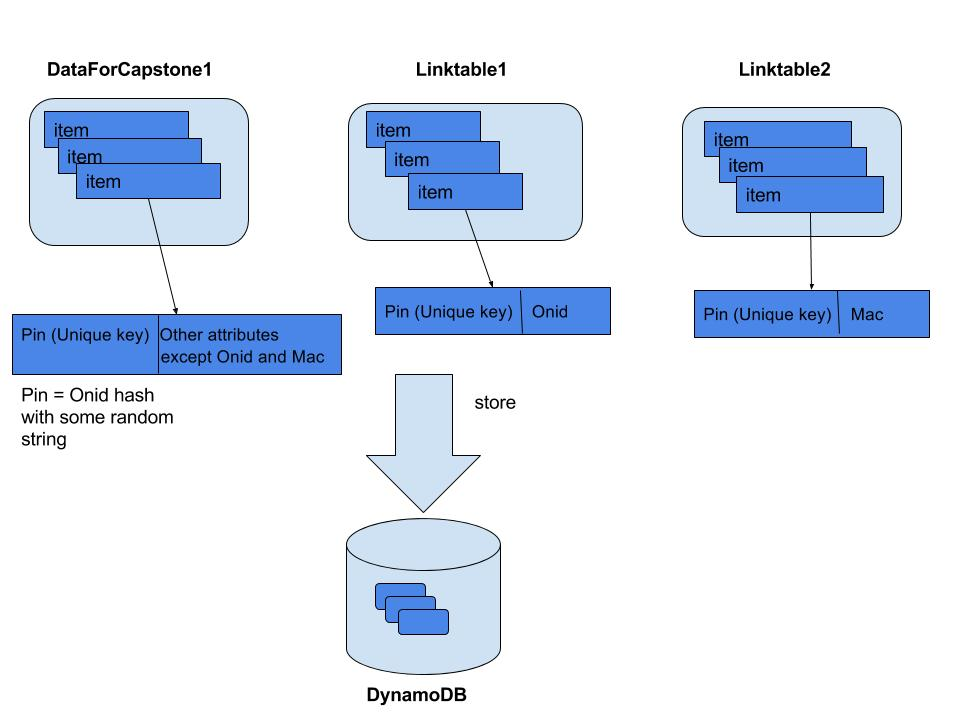 DataForCapstone1
Linktable1
Linktable2
item
item
item
item
item
item
item
item
item
Pin (Unique key)
Other attributes
except Onid and Mac
Pin (Unique key)
Onid
Pin (Unique key)
Mac
Pin = Onid hash
with some random
string
store
DynamoDB